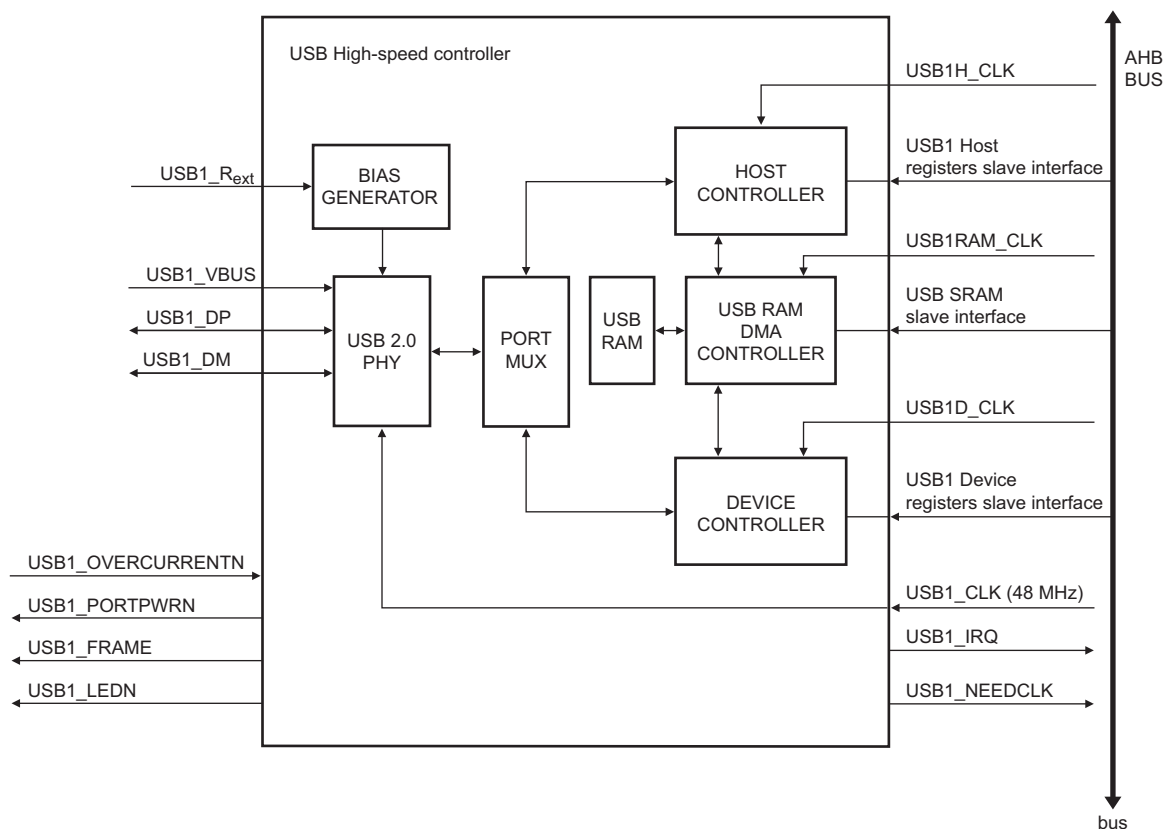 USB High-speed controller
AHB
BUS
USB1H_CLK
USB1 Host
registers slave interface
USB1_Rext
BIAS
GENERATOR
HOST
CONTROLLER
USB1RAM_CLK
USB1_VBUS
USB1_DP
USB1_DM
USB 2.0
PHY
PORT
MUX
USB
RAM
USB RAM
DMA
CONTROLLER
USB SRAM
slave interface
USB1D_CLK
USB1 Device
registers slave interface
DEVICE
CONTROLLER
USB1_OVERCURRENTN
USB1_PORTPWRN
USB1_FRAME
USB1_LEDN
USB1_CLK (48 MHz)
USB1_IRQ
USB1_NEEDCLK
bus